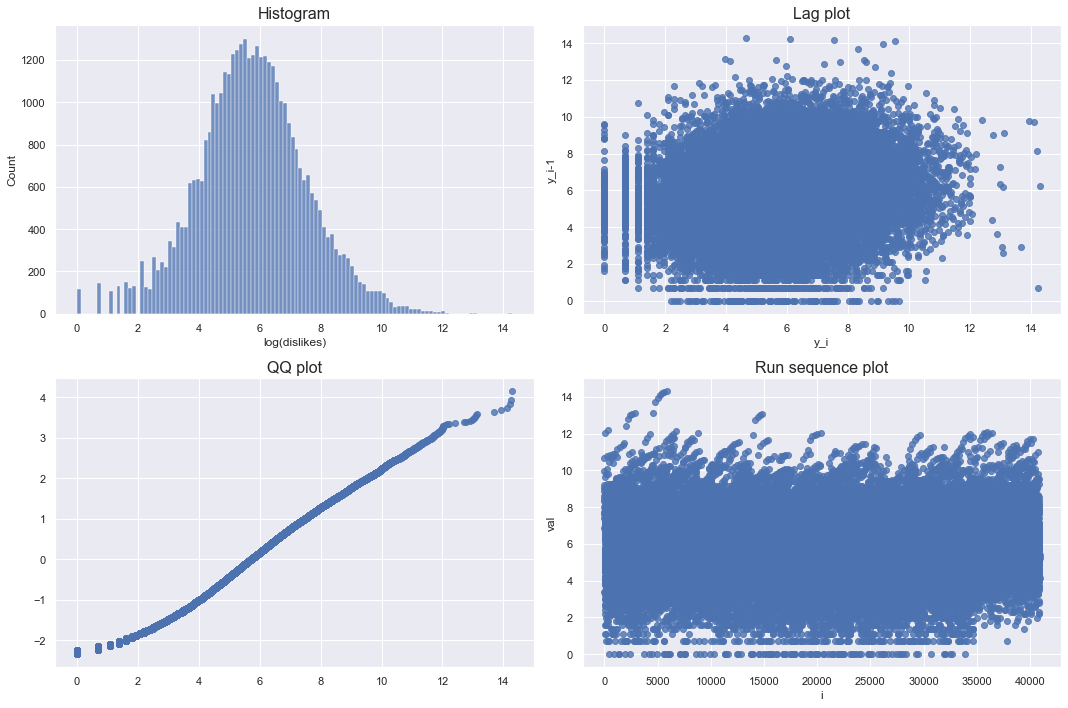 Histogram
Count
1200
1000
800
600
400
200
0
0 2 4 6 8 10 12 14
log(dislikes)
Lag plot
y_i-1
14
12
10
8
6
4
2
0
0 2 4 6 8 10 12 14
y_i
QQ plot
4
3
2
1
0
−1
−2
0 2 4 6 8 10 12 14
Run sequence plot
val
14
12
10
8
6
4
2
0
0 5000 10000 15000 20000 25000 30000 35000 40000
i